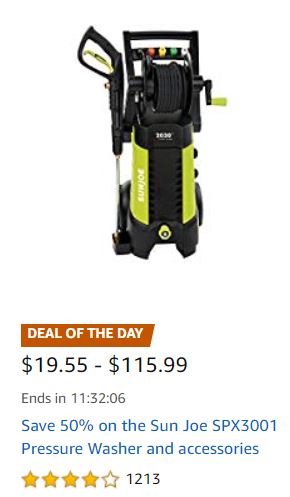 2030
SUNJOE
DEAL OF THE DAY
$19.55 - $115.99
Ends in 11:32:06
Save 50% on the Sun Joe SPX3001
Pressure Washer and accessories
1213